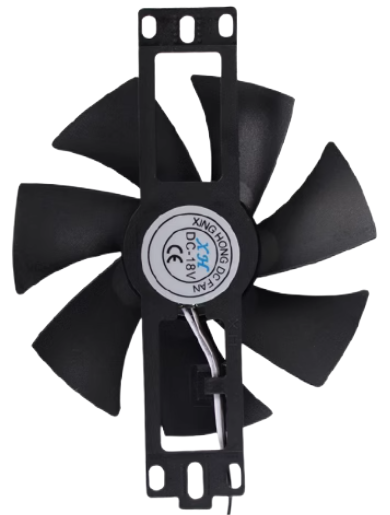 XING HONG DC FAN
XH
DC-18V
CE